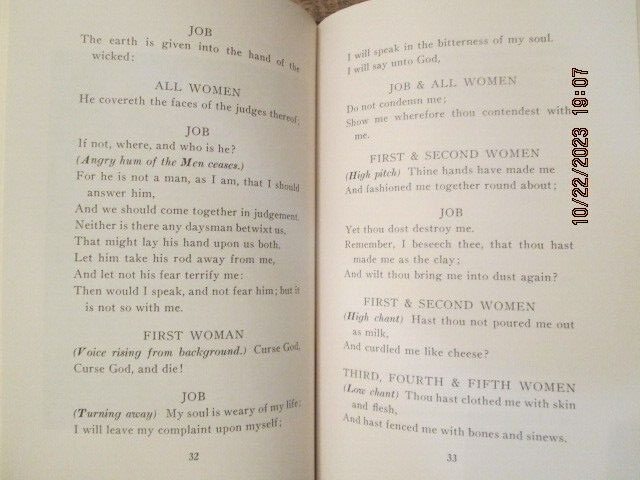 JOB
The earth is given into the hand of the
wicked:
ALL WOMEN
He covereth the faces of the judges thereof;
JOB
If not, where, and who is he?
(Angry hum of the Men ceases.)
For he is not a man, as I am, that I should
answer him,
And we should come together in judgement.
Neither is there any daysman betwixt us,
That might lay his hand upon us both.
Let him take his rod away from me,
And let not his fear terrify me:
Then would I speak, and not fear him; but it
is not so with me.
FIRST WOMAN
(Voice rising from background.) Curse God,
Curse God, and die!
JOB
(Turning away) My soul is weary of my life;
I will leave my complaint upon myself;
32
I will speak in the bitterness of my soul.
I will say unto God,
JOB & ALL WOMEN
Do not condemn me;
Show me wherefore thou contendest with
me.
FIRST & SECOND WOMEN
(High pitch) Thine hands have made me
And fashioned me together round about;
JOB
Yet thou dost destroy me.
Remember, I beseech thee, that thou hast
made me as the clay;
And wilt thou bring me into dust again?
FIRST & SECOND WOMEN
(High chant) Hast thou not poured me out
as milk,
And curdled me like cheese?
THIRD, FOURTH & FIFTH WOMEN
(Low chant) Thou hast clothed me with skin
and flesh,
And hast fenced me with bones and sinews.
33
10/22/2023 19:07